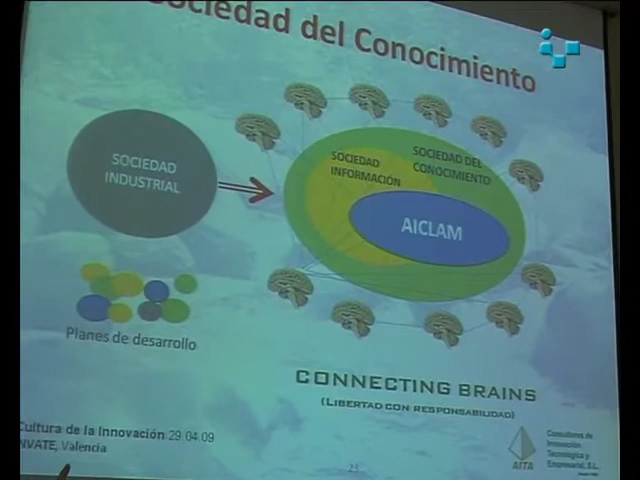 Sociedad del Conocimiento
SOCIEDAD
INDUSTRIAL
SOCIEDAD
INFORMACIÓN
SOCIEDAD DEL
CONOCIMIENTO
AICLAM
Planes de desarrollo
CONNECTING BRAINS
(LIBERTAD CON RESPONSABILIDAD)
Cultura de la Innovación 29.04.09
NVATE, Valencia
AITA
Consultores de
Innovación
Tecnológica y
Empresarial, S.L.